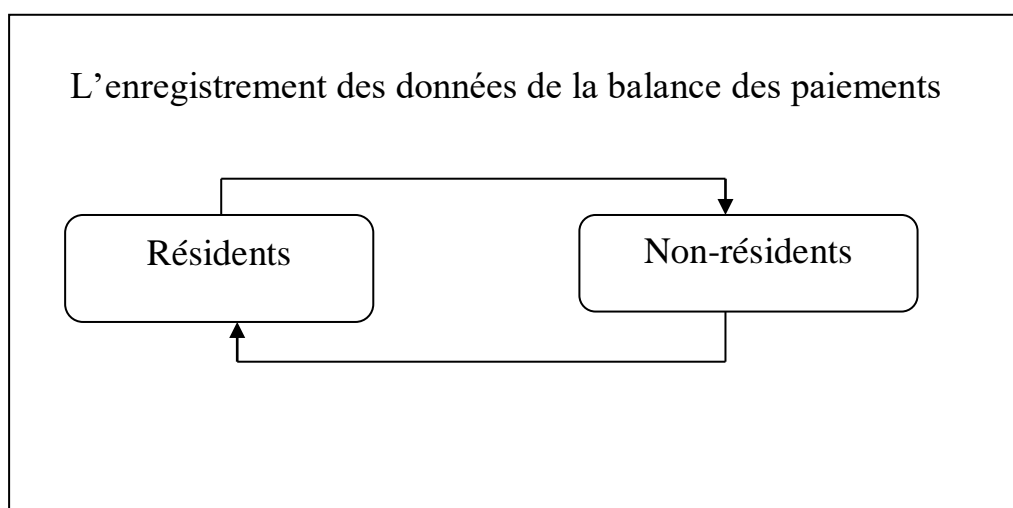 L’enregistrement des données de la balance des paiements
Résidents
Non-résidents